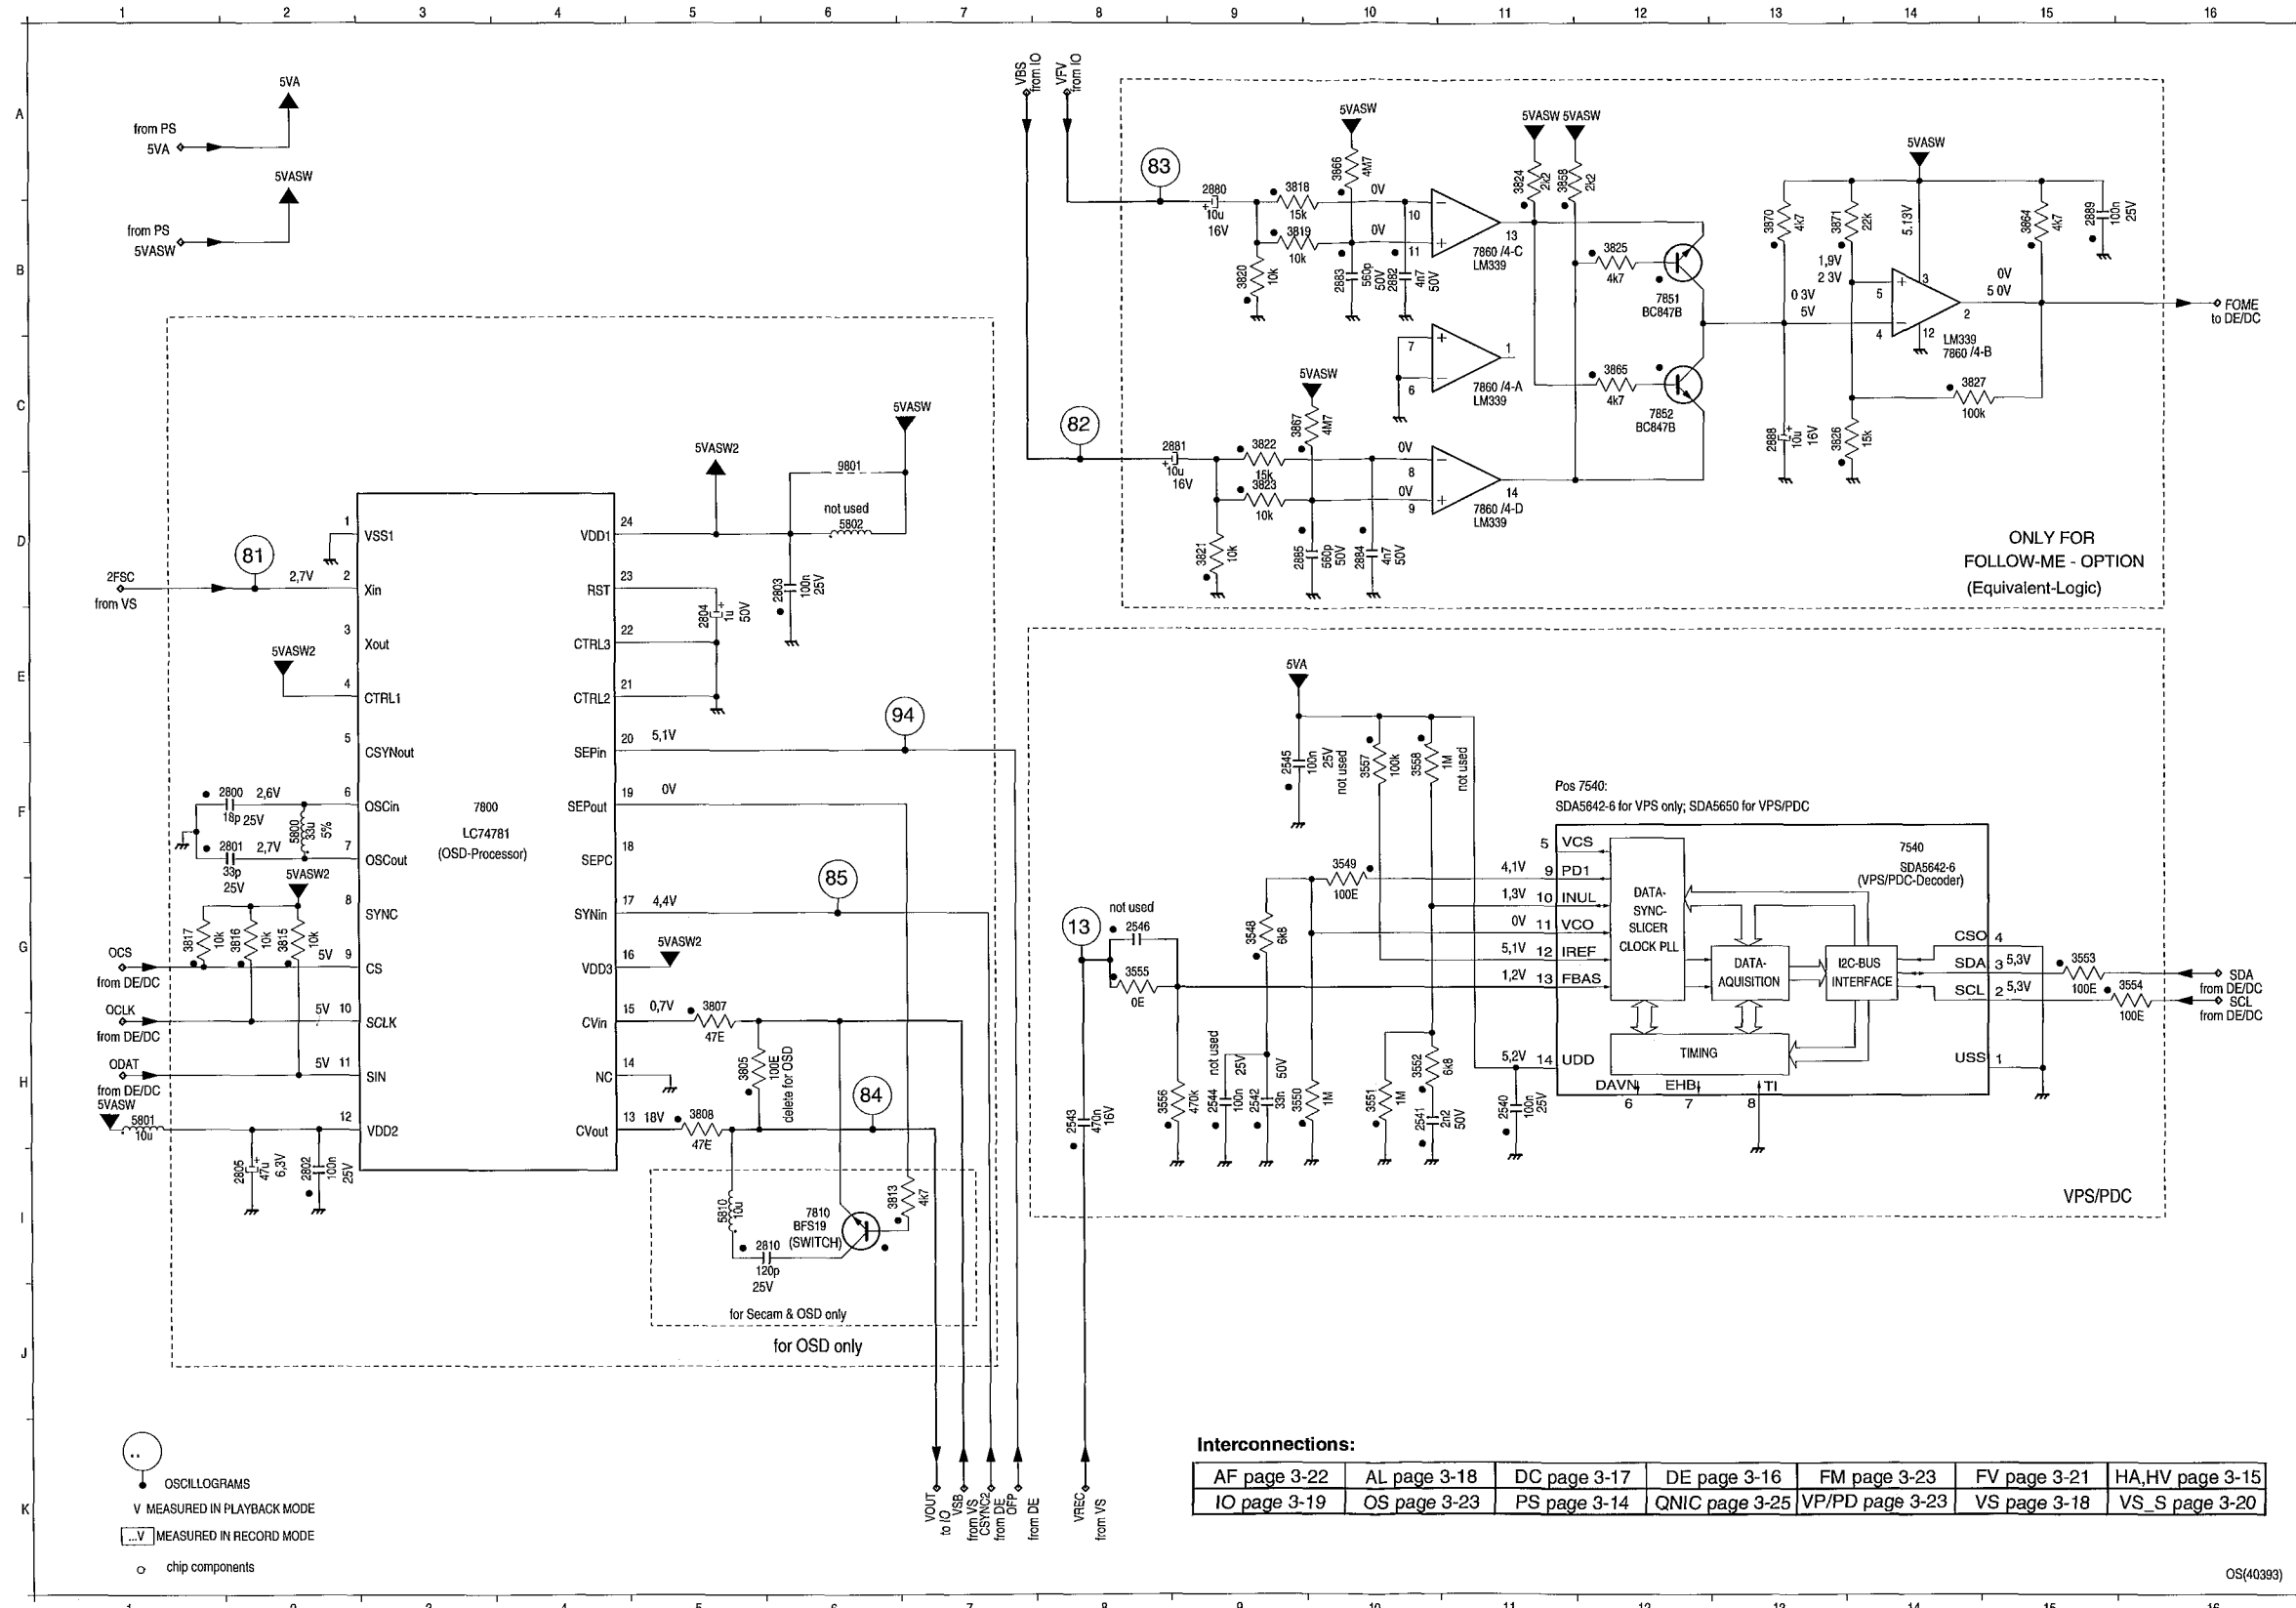 1 2 3 4 5 6 7 8 9 10 11 12 13 14 15 16
A
B
C
D
E
F
G
H
I
J
K
5VA
from PS
5VA
5VASW
from PS
5VASW
VBS
from IO
VFV
from IO
83
2880
10u
16V
3818
15k
3819
10k
3820
10k
5VASW
3866
4M7
0V
0V
2883
560p
50V
2882
4n7
50V
10
11
13
7860 /4-C
LM339
5VASW 5VASW
3824
2k2
3858
2k2
3825
4k7
7851
BC847B
3865
4k7
7852
BC847B
7
6
1
7860 /4-A
LM339
82
2881
10u
16V
3822
15k
3823
10k
3821
10k
5VASW
3867
4M7
0V
8
0V
9
14
7860 /4-D
LM339
2885
560p
50V
2884
4n7
50V
5VASW
3870
4k7
3871
22k
5.13V
3864
4k7
2889
100n
25V
1,9V
2 3V
0 3V
5V
5
4
3
12
2
0V
5 0V
LM339
7860 /4-B
3827
100k
2888
10u
16V
3826
15k
FOME
to DE/DC
ONLY FOR
FOLLOW-ME - OPTION
(Equivalent-Logic)
81
2FSC
from VS
2,7V
5VASW2
5VASW
9801
not used
5802
2803
100n
25V
2804
1u
50V
1 VSS1
2 Xin
3 Xout
4 CTRL1
5 CSYNout
6 OSCin
7 OSCout
8 SYNC
9 CS
10 SCLK
11 SIN
12 VDD2
7800
LC74781
(OSD-Processor)
VDD1 24
RST 23
CTRL3 22
CTRL2 21
SEPin 20 5,1V
SEPout 19 0V
SEPC 18
SYNin 17 4,4V
VDD3 16
CVin 15 0,7V
NC 14
CVout 13 18V
5VASW2
94
85
84
5VASW2
2800 2,6V
18p 25V
5800
33u
5%
2801 2,7V
33p
25V
5VASW2
3817
10k
3816
10k
3815
10k
5V
5V
5V
OCS
from DE/DC
OCLK
from DE/DC
ODAT
from DE/DC
5VASW
5801
10u
2805
47u
6,3V
2802
100n
25V
3807
47E
3805
100E
delete for OSD
3808
47E
5810
10u
7810
BFS19
(SWITCH)
2810
120p
25V
3813
4k7
for Secam & OSD only
for OSD only
VOUT
to IO
VSB
from VS
CSYNC2
from DE
OFP
from DE
VREC
from VS
5VA
2545
100n
25V
not used
3557
100k
3558
1M
not used
Pos 7540:
SDA5642-6 for VPS only; SDA5650 for VPS/PDC
7540
SDA5642-6
(VPS/PDC-Decoder)
5 VCS
4,1V 9 PD1
1,3V 10 INUL
0V 11 VCO
5,1V 12 IREF
1,2V 13 FBAS
5,2V 14 UDD
DATA-
SYNC-
SLICER
CLOCK PLL
DATA-
AQUISITION
I2C-BUS
INTERFACE
TIMING
DAVN EHB TI
6 7 8
CSO 4
SDA 3 5,3V
SCL 2 5,3V
USS 1
3553
100E
3554
100E
SDA
from DE/DC
SCL
from DE/DC
3549
100E
3548
6k8
13
not used
2546
3555
0E
2543
470n
16V
3556
470k
not used
2544
100n
25V
2542
33n
50V
3550
1M
3551
1M
3552
6k8
2541
2n2
50V
2540
100n
25V
VPS/PDC
..
OSCILLOGRAMS
V MEASURED IN PLAYBACK MODE
...V MEASURED IN RECORD MODE
chip components
Interconnections:
AF page 3-22 AL page 3-18 DC page 3-17 DE page 3-16 FM page 3-23 FV page 3-21 HA,HV page 3-15
IO page 3-19 OS page 3-23 PS page 3-14 QNIC page 3-25 VP/PD page 3-23 VS page 3-18 VS_S page 3-20
OS(40393)
1 2 3 4 5 6 7 8 9 10 11 12 13 14 15 16